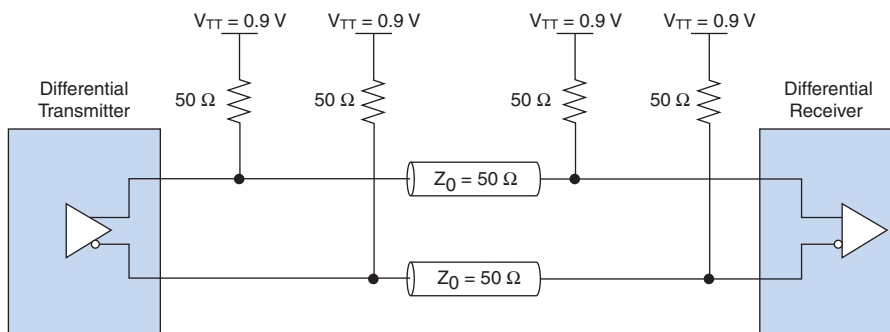 V_TT = 0.9 V V_TT = 0.9 V V_TT = 0.9 V V_TT = 0.9 V
Differential
Transmitter
Differential
Receiver
50 Ω 50 Ω 50 Ω 50 Ω
Z_0 = 50 Ω
Z_0 = 50 Ω